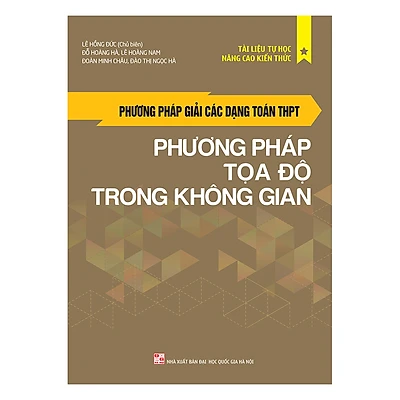 LÊ HỒNG ĐỨC (Chủ biên)
ĐỖ HOÀNG HÀ, LÊ HOÀNG NAM
ĐOÀN MINH CHÂU, ĐÀO THỊ NGỌC HÀ
TÀI LIỆU TỰ HỌC
NÂNG CAO KIẾN THỨC
PHƯƠNG PHÁP GIẢI CÁC DẠNG TOÁN THPT
PHƯƠNG PHÁP
TỌA ĐỘ
TRONG KHÔNG GIAN
NHÀ XUẤT BẢN ĐẠI HỌC QUỐC GIA HÀ NỘI